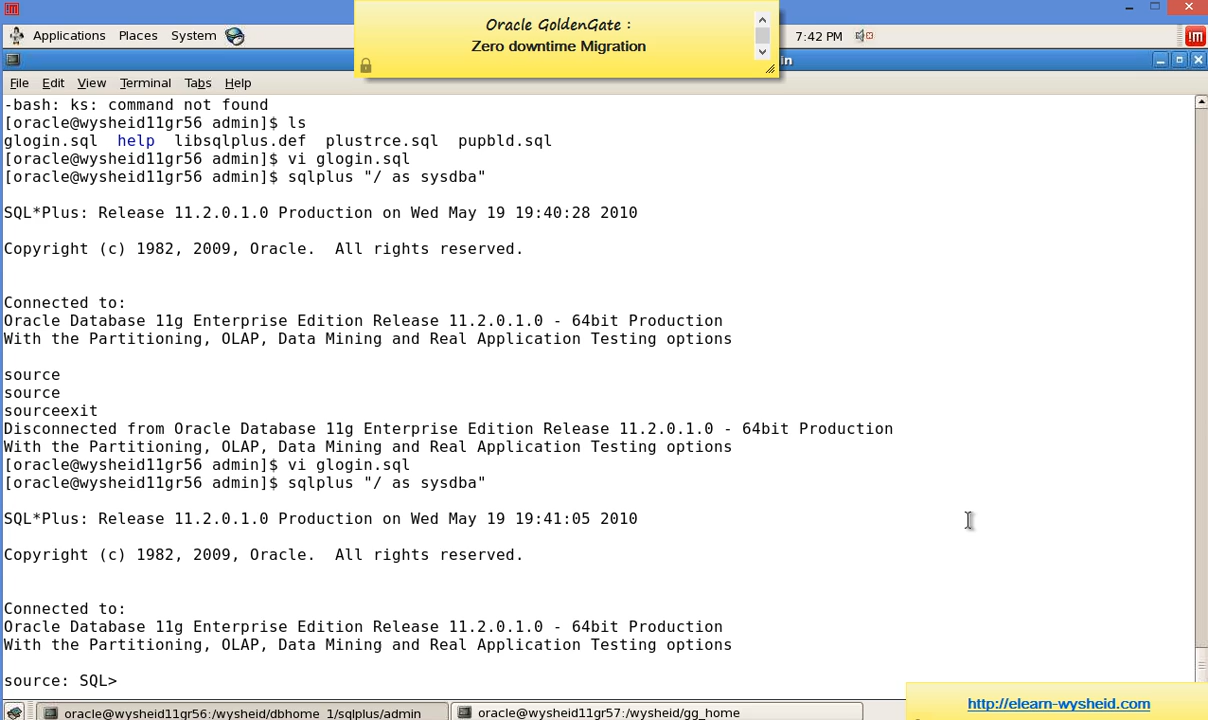 Oracle GoldenGate :
Zero downtime Migration
Applications Places System 7:42 PM
File Edit View Terminal Tabs Help
-bash: ks: command not found
[oracle@wysheid11gr56 admin]$ ls
glogin.sql  help  libsqlplus.def  plustrce.sql  pupbld.sql
[oracle@wysheid11gr56 admin]$ vi glogin.sql
[oracle@wysheid11gr56 admin]$ sqlplus "/ as sysdba"
SQL*Plus: Release 11.2.0.1.0 Production on Wed May 19 19:40:28 2010
Copyright (c) 1982, 2009, Oracle.  All rights reserved.
Connected to:
Oracle Database 11g Enterprise Edition Release 11.2.0.1.0 - 64bit Production
With the Partitioning, OLAP, Data Mining and Real Application Testing options
source
source
sourceexit
Disconnected from Oracle Database 11g Enterprise Edition Release 11.2.0.1.0 - 64bit Production
With the Partitioning, OLAP, Data Mining and Real Application Testing options
[oracle@wysheid11gr56 admin]$ vi glogin.sql
[oracle@wysheid11gr56 admin]$ sqlplus "/ as sysdba"
SQL*Plus: Release 11.2.0.1.0 Production on Wed May 19 19:41:05 2010
Copyright (c) 1982, 2009, Oracle.  All rights reserved.
Connected to:
Oracle Database 11g Enterprise Edition Release 11.2.0.1.0 - 64bit Production
With the Partitioning, OLAP, Data Mining and Real Application Testing options
source: SQL>
http://elearn-wysheid.com
oracle@wysheid11gr56:/wysheid/dbhome_1/sqlplus/admin oracle@wysheid11gr57:/wysheid/gg_home